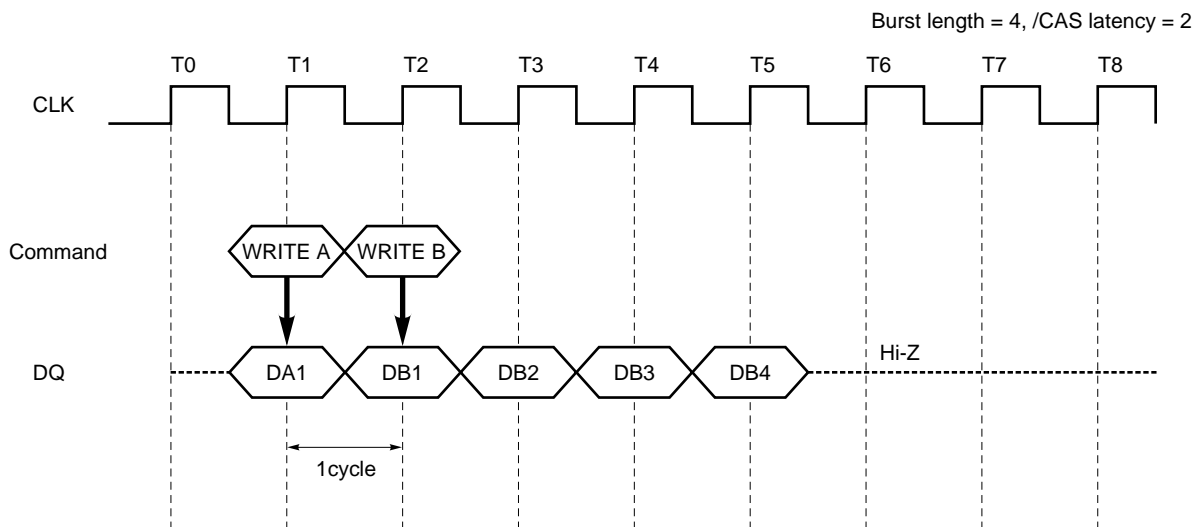 Burst length = 4, /CAS latency = 2
T0 T1 T2 T3 T4 T5 T6 T7 T8
CLK
Command WRITE A WRITE B
Hi-Z
DQ DA1 DB1 DB2 DB3 DB4
1cycle